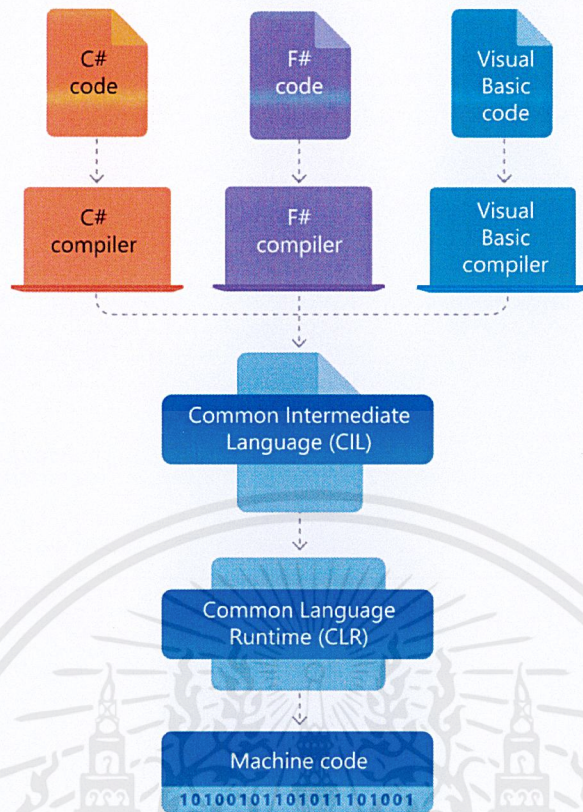 C#
code
F#
code
Visual
Basic
code
C#
compiler
F#
compiler
Visual
Basic
compiler
Common Intermediate
Language (CIL)
Common Language
Runtime (CLR)
Machine code
10100101101011101001